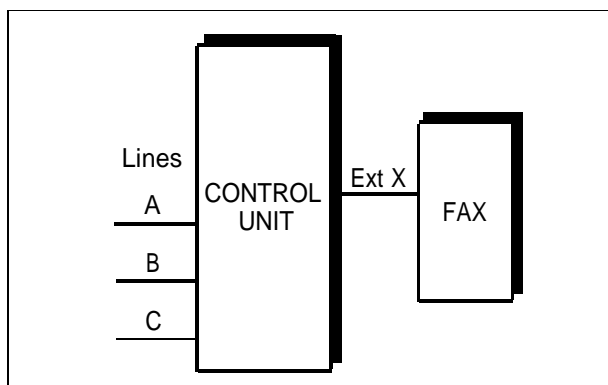 Lines
A
B
C
CONTROL
UNIT
Ext X
FAX